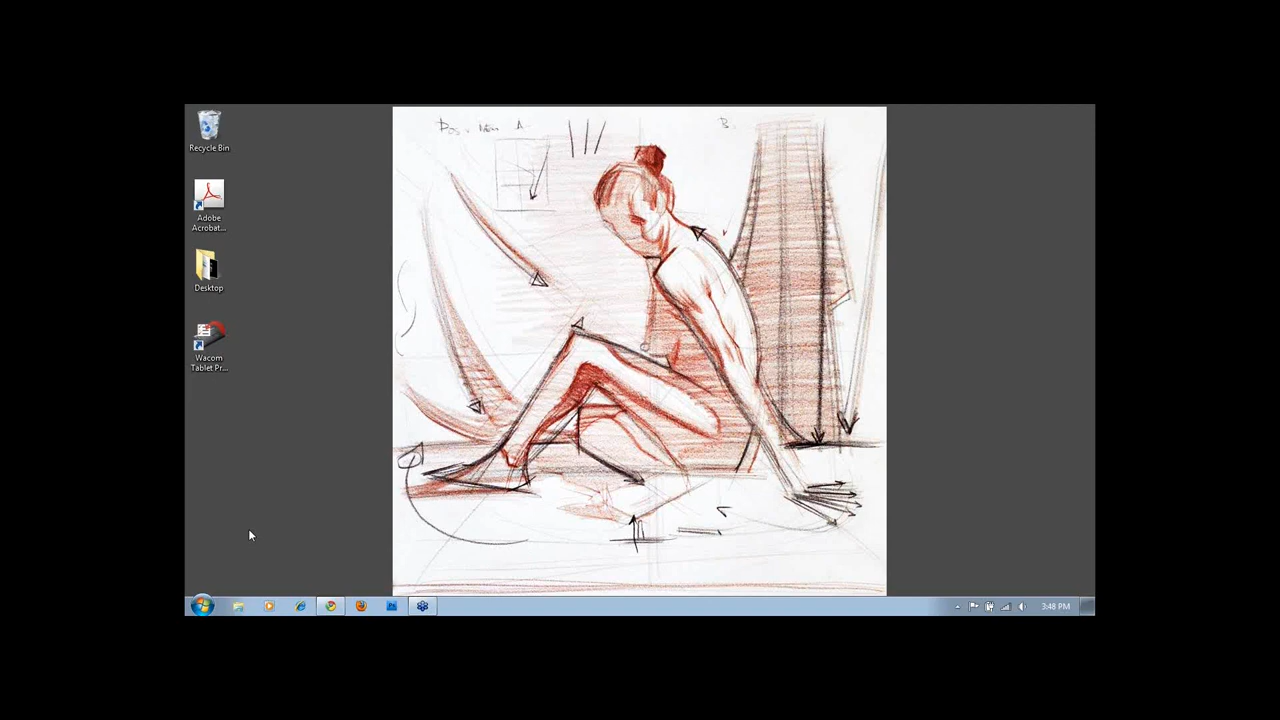 B.
Recycle Bin
Adobe
Acrobat...
Desktop
Wacom
Tablet Pr...
3:48 PM